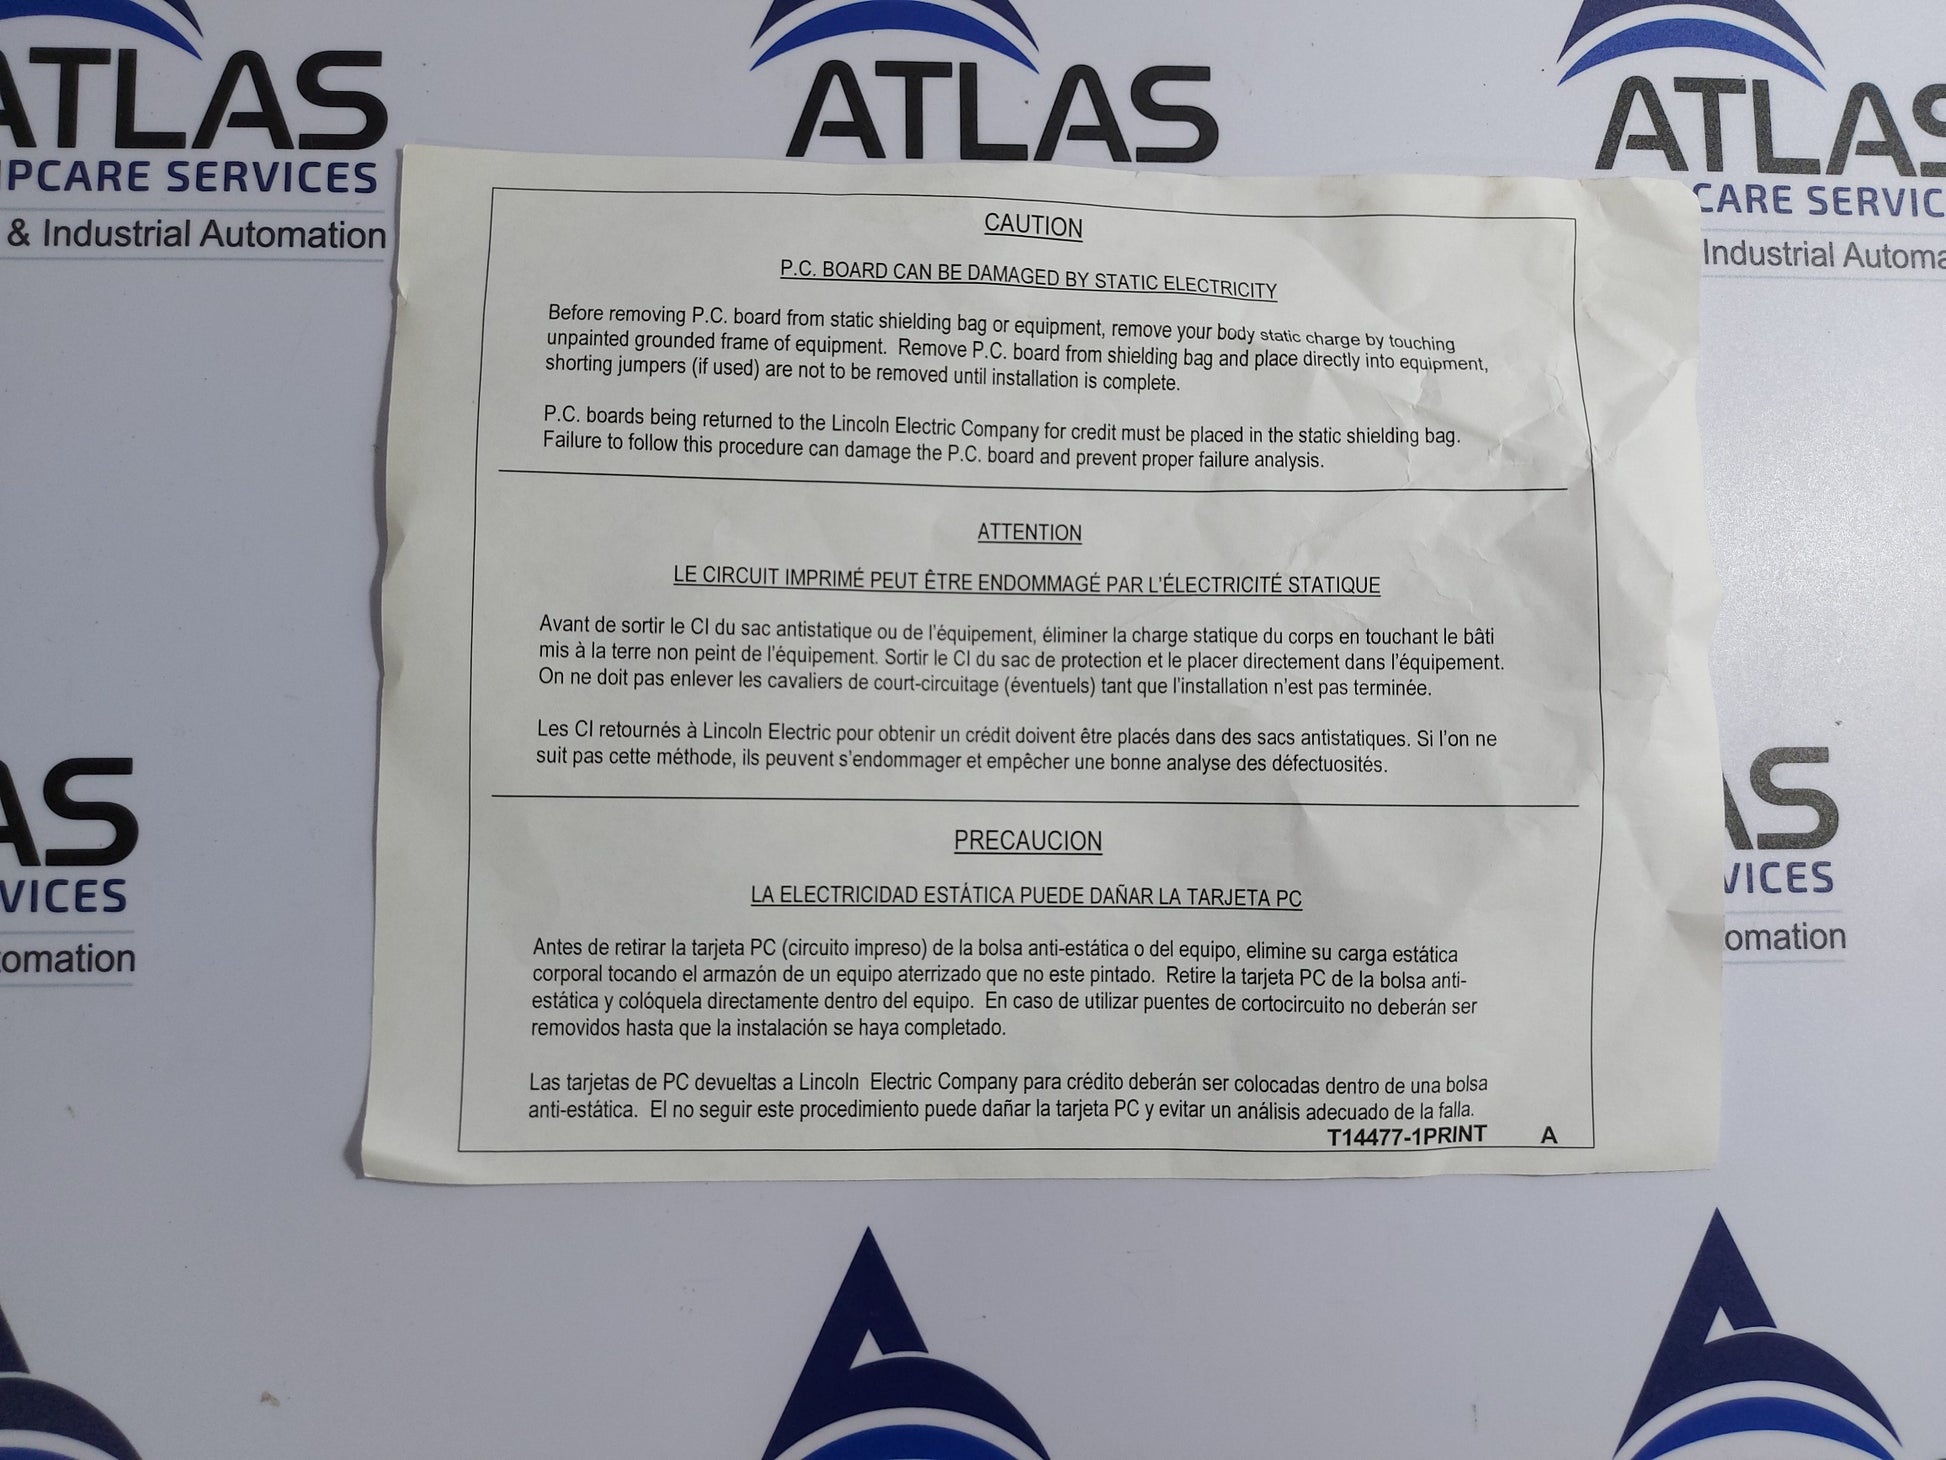 ATLAS
IPCARE SERVICES
& Industrial Automation
ATLAS
ATLAS
CARE SERVIC
Industrial Automa
CAUTION
P.C. BOARD CAN BE DAMAGED BY STATIC ELECTRICITY
Before removing P.C. board from static shielding bag or equipment, remove your body static charge by touching
unpainted grounded frame of equipment. Remove P.C. board from shielding bag and place directly into equipment,
shorting jumpers (if used) are not to be removed until installation is complete.
P.C. boards being returned to the Lincoln Electric Company for credit must be placed in the static shielding bag.
Failure to follow this procedure can damage the P.C. board and prevent proper failure analysis.
ATTENTION
LE CIRCUIT IMPRIMÉ PEUT ÊTRE ENDOMMAGÉ PAR L'ÉLECTRICITÉ STATIQUE
Avant de sortir le CI du sac antistatique ou de l'équipement, éliminer la charge statique du corps en touchant le bâti
mis à la terre non peint de l'équipement. Sortir le CI du sac de protection et le placer directement dans l'équipement.
On ne doit pas enlever les cavaliers de court-circuitage (éventuels) tant que l'installation n'est pas terminée.
Les CI retournés à Lincoln Electric pour obtenir un crédit doivent être placés dans des sacs antistatiques. Si l'on ne
suit pas cette méthode, ils peuvent s'endommager et empêcher une bonne analyse des défectuosités.
PRECAUCION
LA ELECTRICIDAD ESTÁTICA PUEDE DAÑAR LA TARJETA PC
Antes de retirar la tarjeta PC (circuito impreso) de la bolsa anti-estática o del equipo, elimine su carga estática
corporal tocando el armazón de un equipo aterrizado que no este pintado. Retire la tarjeta PC de la bolsa anti-
estática y colóquela directamente dentro del equipo. En caso de utilizar puentes de cortocircuito no deberán ser
removidos hasta que la instalación se haya completado.
Las tarjetas de PC devueltas a Lincoln Electric Company para crédito deberán ser colocadas dentro de una bolsa
anti-estática. El no seguir este procedimiento puede dañar la tarjeta PC y evitar un análisis adecuado de la falla.
T14477-1PRINT A
AS
VICES
omation
AS
VICES
omation